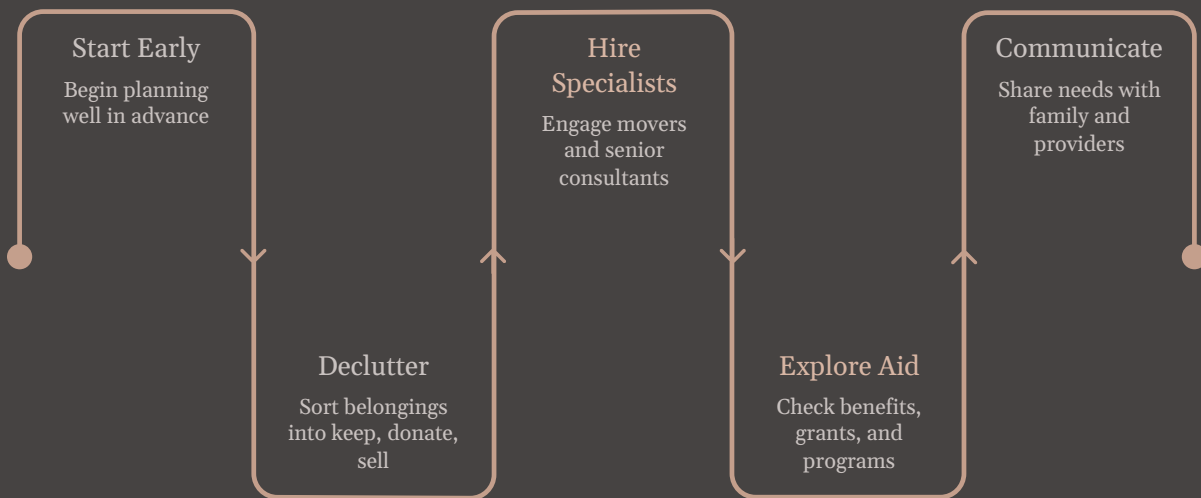 Start Early
Begin planning
well in advance
Declutter
Sort belongings
into keep, donate,
sell
Hire
Specialists
Engage movers
and senior
consultants
Explore Aid
Check benefits,
grants, and
programs
Communicate
Share needs with
family and
providers